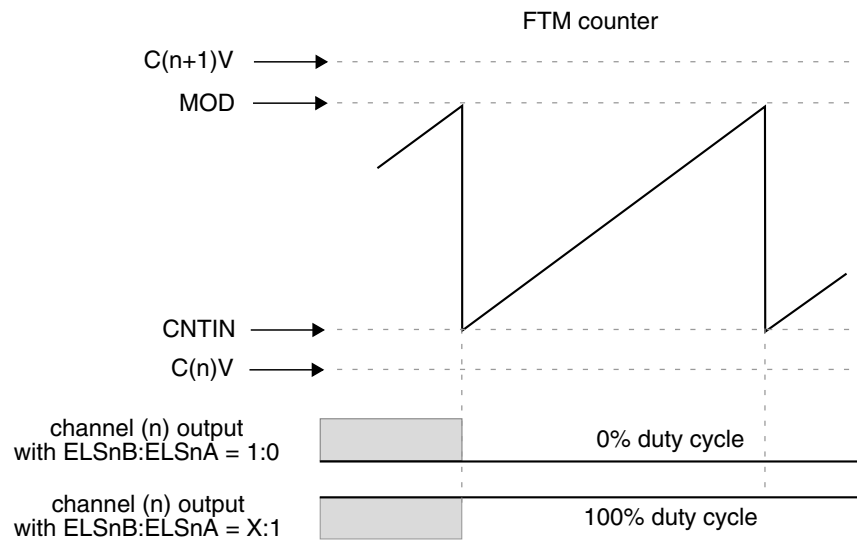 FTM counter
C(n+1)V
MOD
CNTIN
C(n)V
channel (n) output
with ELSnB:ELSnA = 1:0
0% duty cycle
channel (n) output
with ELSnB:ELSnA = X:1
100% duty cycle